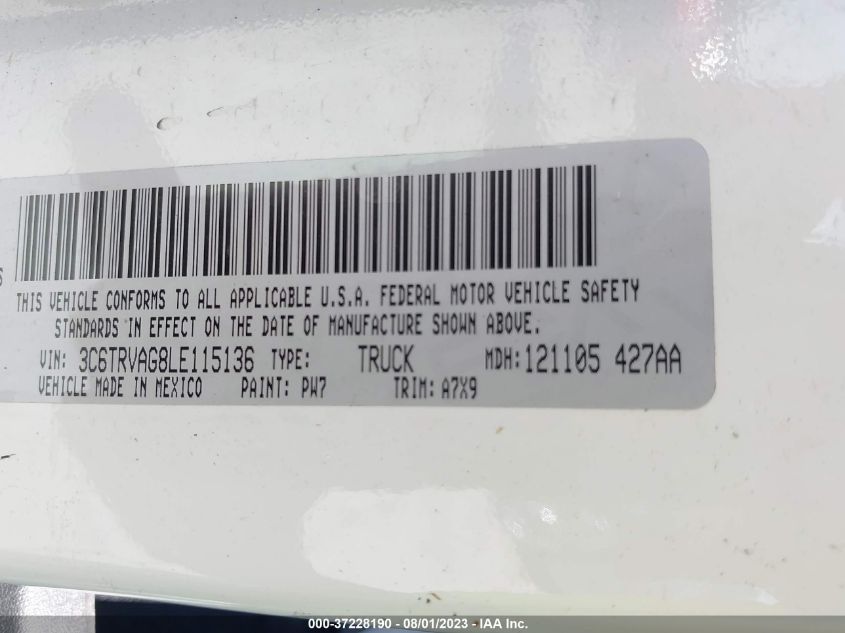 THIS VEHICLE CONFORMS TO ALL APPLICABLE U.S.A. FEDERAL MOTOR VEHICLE SAFETY
STANDARDS IN EFFECT ON THE DATE OF MANUFACTURE SHOWN ABOVE.
VIN: 3C6TRVAG8LE115136 TYPE: TRUCK MDH: 121105 427AA
VEHICLE MADE IN MEXICO PAINT: PW7 TRIM: A7X9
000-37228190 - 08/01/2023 - IAA Inc.